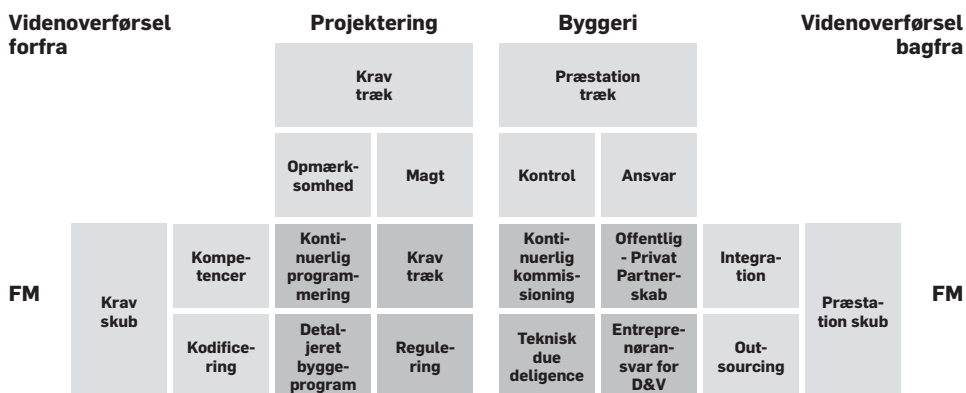 Videnoverførsel
forfra
Projektering
Byggeri
Videnoverførsel
bagfra
Krav
træk
Præstation
træk
Opmærk-
somhed
Magt
Kontrol
Ansvar
FM
Krav
skub
Kompe-
tencer
Konti-
nuerlig
program-
mering
Krav
træk
Konti-
nuerlig
kommis-
sioning
Offentlig
- Privat
Partner-
skab
Integra-
tion
Præsta-
tion skub
FM
Kodifice-
ring
Detal-
jeret
bygge-
program
Regule-
ring
Teknisk
due
deligence
Entrepre-
nøran-
svar for
D&V
Out-
sourcing